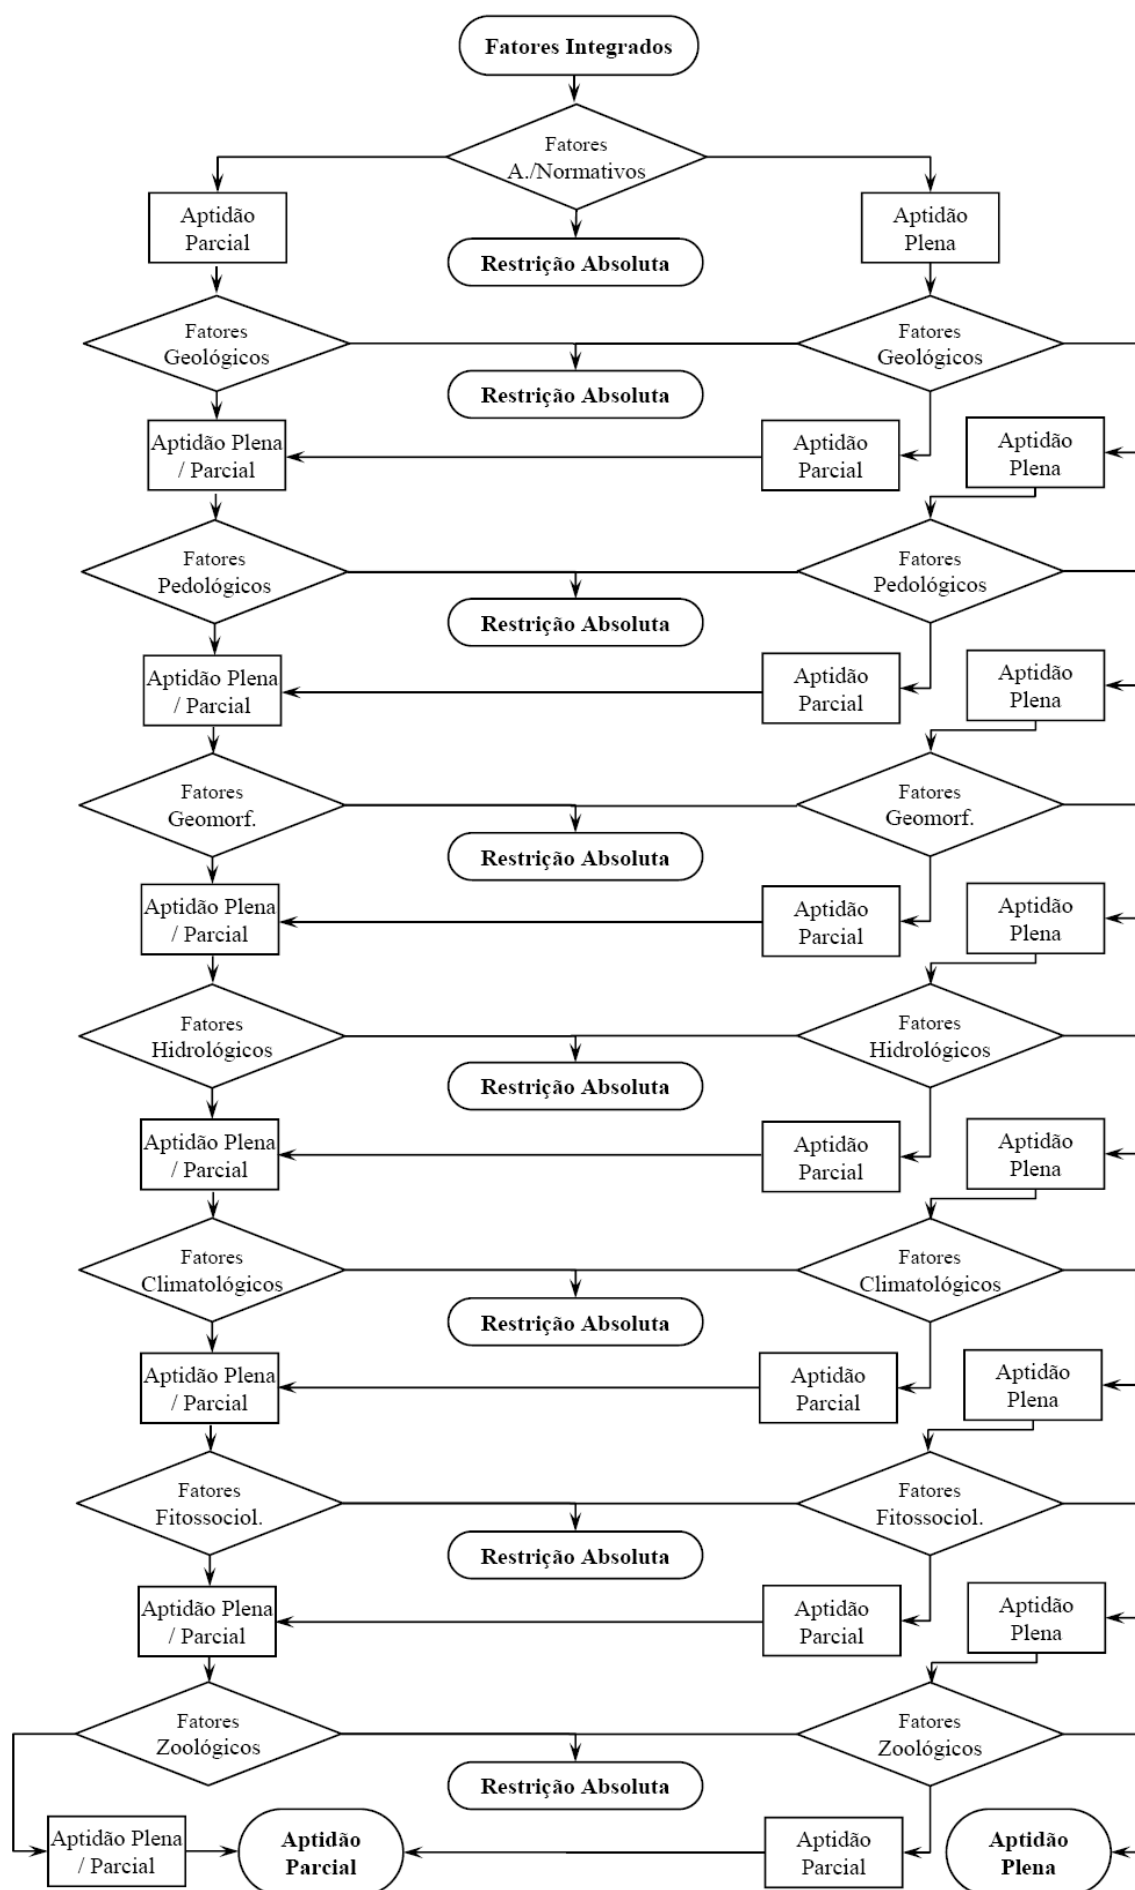 Fatores Integrados
Fatores
A./Normativos
Aptidão
Parcial
Aptidão
Plena
Restrição Absoluta
Fatores
Geológicos
Fatores
Geológicos
Restrição Absoluta
Aptidão Plena
/ Parcial
Aptidão
Parcial
Aptidão
Plena
Fatores
Pedológicos
Fatores
Pedológicos
Restrição Absoluta
Aptidão Plena
/ Parcial
Aptidão
Parcial
Aptidão
Plena
Fatores
Geomorf.
Fatores
Geomorf.
Restrição Absoluta
Aptidão Plena
/ Parcial
Aptidão
Parcial
Aptidão
Plena
Fatores
Hidrológicos
Fatores
Hidrológicos
Restrição Absoluta
Aptidão Plena
/ Parcial
Aptidão
Parcial
Aptidão
Plena
Fatores
Climatológicos
Fatores
Climatológicos
Restrição Absoluta
Aptidão Plena
/ Parcial
Aptidão
Parcial
Aptidão
Plena
Fatores
Fitossociol.
Fatores
Fitossociol.
Restrição Absoluta
Aptidão Plena
/ Parcial
Aptidão
Parcial
Aptidão
Plena
Fatores
Zoológicos
Fatores
Zoológicos
Restrição Absoluta
Aptidão Plena
/ Parcial
Aptidão
Parcial
Aptidão
Parcial
Aptidão
Plena